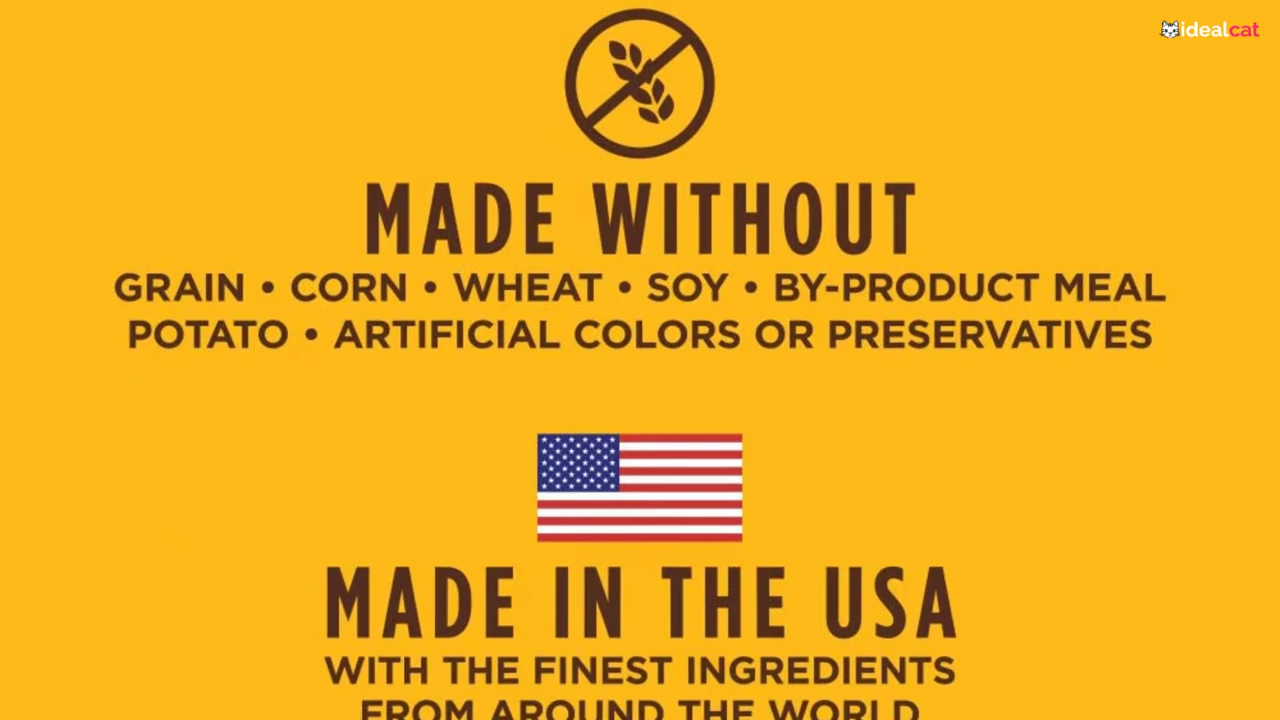 idealcat
MADE WITHOUT
GRAIN • CORN • WHEAT • SOY • BY-PRODUCT MEAL
POTATO • ARTIFICIAL COLORS OR PRESERVATIVES
MADE IN THE USA
WITH THE FINEST INGREDIENTS
FROM AROUND THE WORLD